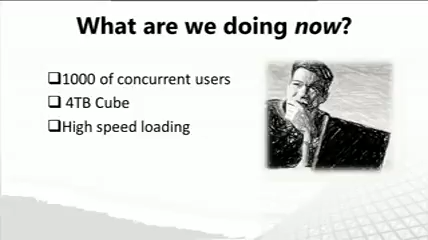 What are we doing now?
❑1000 of concurrent users
❑ 4TB Cube
❑High speed loading